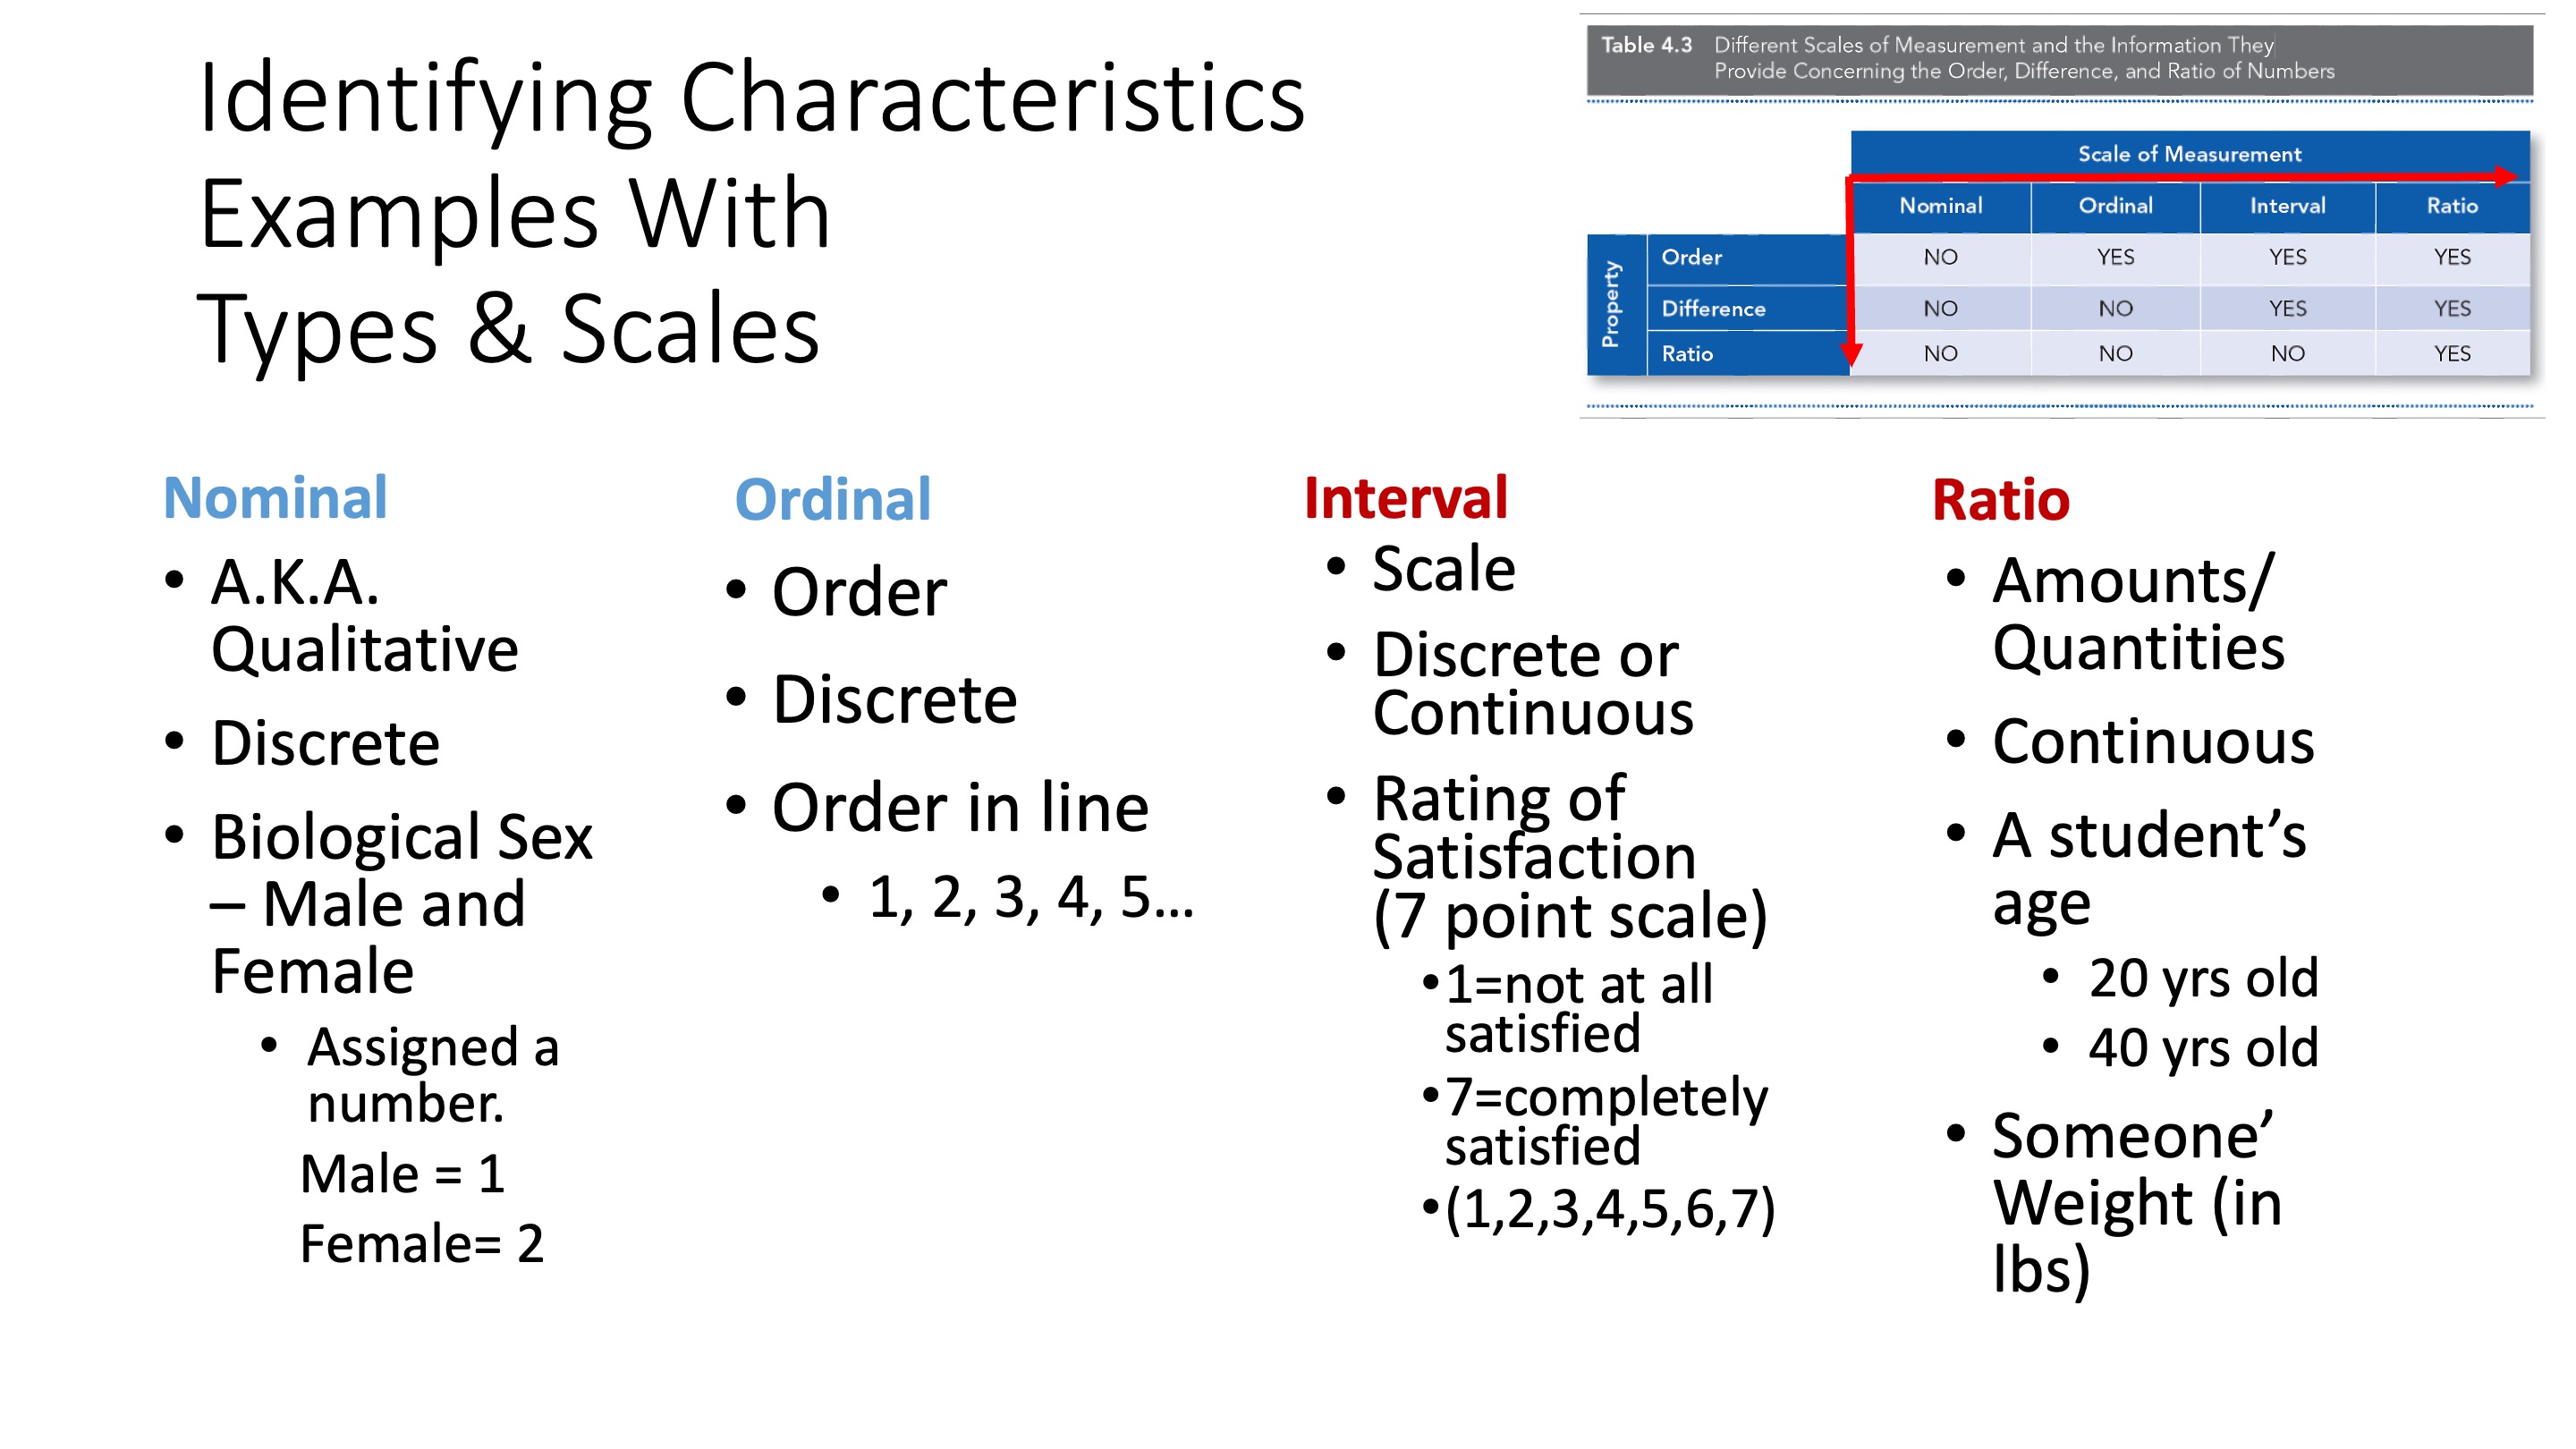 Identifying Characteristics
Examples With
Types & Scales
Table 4.3 Different Scales of Measurement and the Information They
Provide Concerning the Order, Difference, and Ratio of Numbers
Scale of Measurement
Nominal Ordinal Interval Ratio
Property
Order NO YES YES YES
Difference NO NO YES YES
Ratio NO NO NO YES
Nominal
• A.K.A.
Qualitative
• Discrete
• Biological Sex
– Male and
Female
• Assigned a
number.
Male = 1
Female= 2
Ordinal
• Order
• Discrete
• Order in line
• 1, 2, 3, 4, 5...
Interval
• Scale
• Discrete or
Continuous
• Rating of
Satisfaction
(7 point scale)
•1=not at all
satisfied
•7=completely
satisfied
•(1,2,3,4,5,6,7)
Ratio
• Amounts/
Quantities
• Continuous
• A student’s
age
• 20 yrs old
• 40 yrs old
• Someone’
Weight (in
lbs)